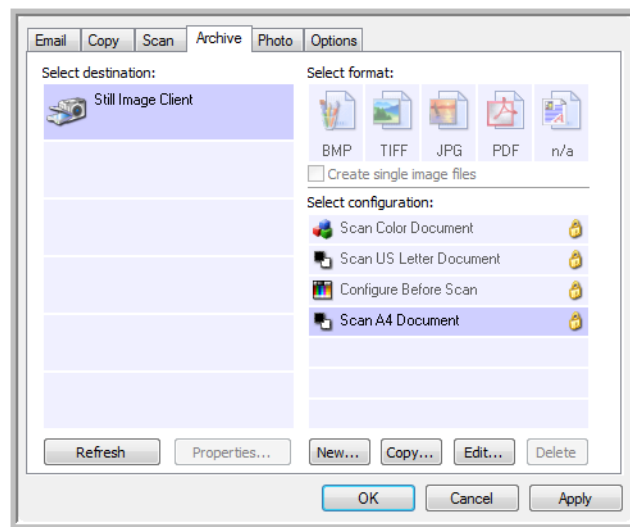 Email Copy Scan Archive Photo Options
Select destination:
Still Image Client
Select format:
BMP TIFF JPG PDF n/a
Create single image files
Select configuration:
Scan Color Document
Scan US Letter Document
Configure Before Scan
Scan A4 Document
Refresh Properties... New... Copy... Edit... Delete
OK Cancel Apply